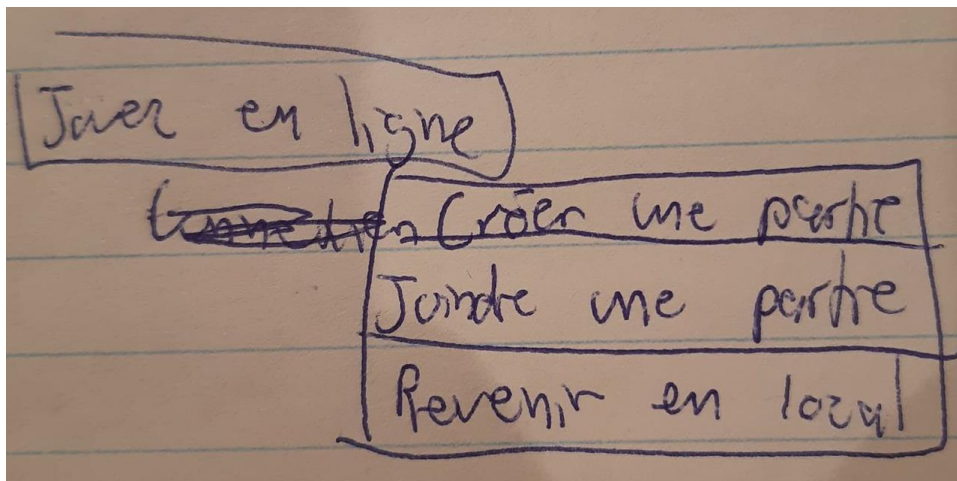 Jouer en ligne
Créer une partie
Joindre une partie
Revenir en local